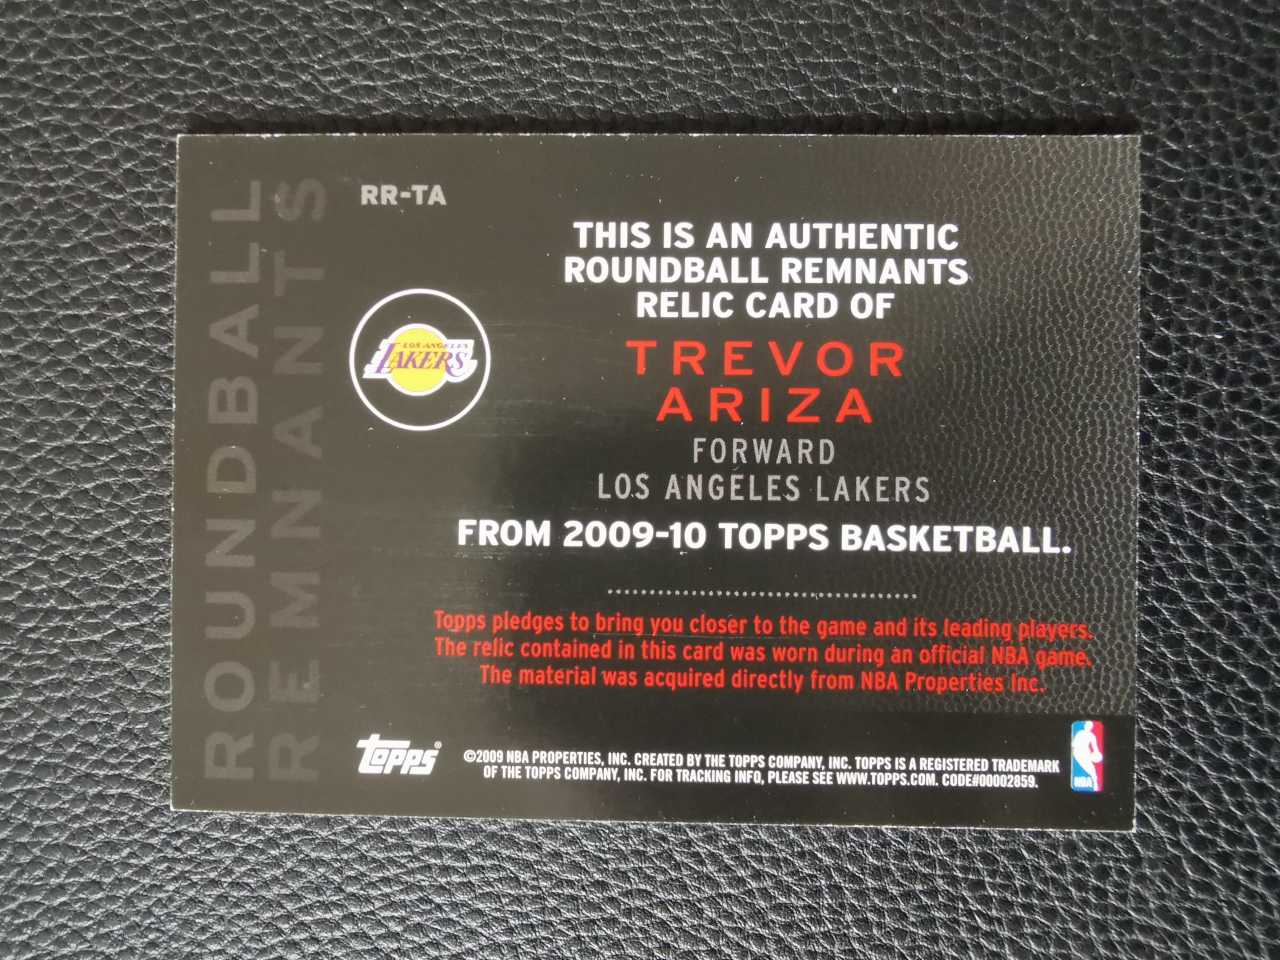 ROUNDBALL
REMNANTS
RR-TA
LOS ANGELES
LAKERS
THIS IS AN AUTHENTIC
ROUNDBALL REMNANTS
RELIC CARD OF
TREVOR
ARIZA
FORWARD
LOS ANGELES LAKERS
FROM 2009-10 TOPPS BASKETBALL.
Topps pledges to bring you closer to the game and its leading players.
The relic contained in this card was worn during an official NBA game.
The material was acquired directly from NBA Properties Inc.
topps®
©2009 NBA PROPERTIES, INC. CREATED BY THE TOPPS COMPANY, INC. TOPPS IS A REGISTERED TRADEMARK
OF THE TOPPS COMPANY, INC. FOR TRACKING INFO, PLEASE SEE WWW.TOPPS.COM. CODE#00002859.
NBA